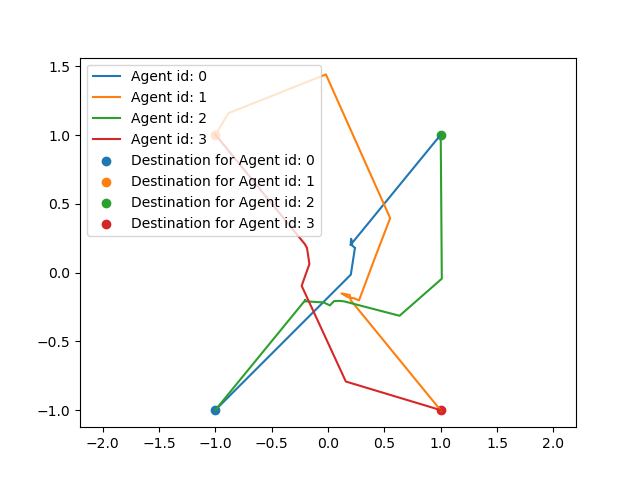 1.5
1.0
0.5
0.0
−0.5
−1.0
Agent id: 0
Agent id: 1
Agent id: 2
Agent id: 3
Destination for Agent id: 0
Destination for Agent id: 1
Destination for Agent id: 2
Destination for Agent id: 3
−2.0 −1.5 −1.0 −0.5 0.0 0.5 1.0 1.5 2.0